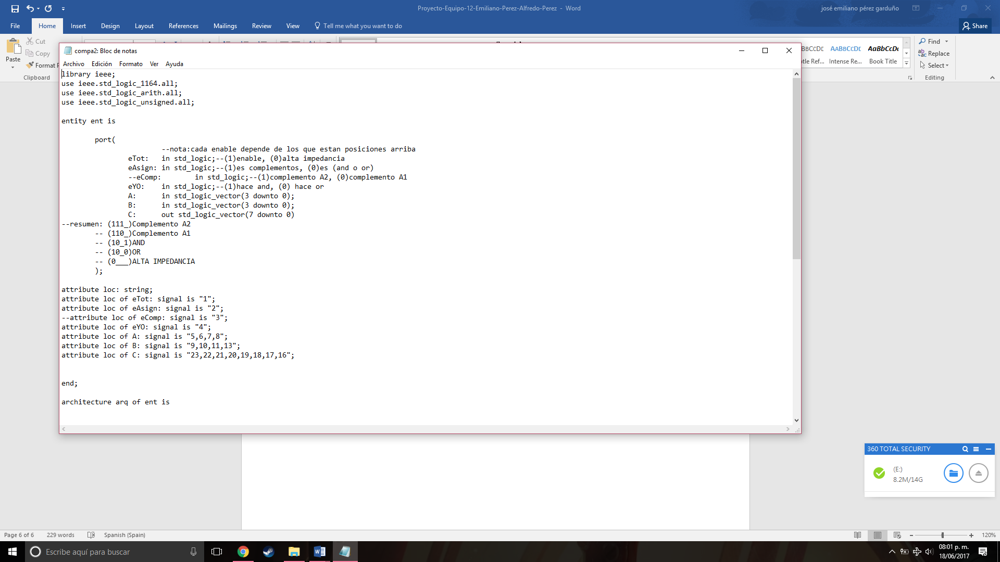 Proyecto-Equipo-12-Emiliano-Perez-Alfredo-Perez - Word
josé emiliano pérez garduño
File Home Insert Design Layout References Mailings Review View Tell me what you want to do Share
Paste
Cut
Copy
Format
Clipboard
Intense Re...
Book Title
AaBbCcDc
Find
Replace
Select
Editing
compa2: Bloc de notas
Archivo Edición Formato Ver Ayuda
library ieee;
use ieee.std_logic_1164.all;
use ieee.std_logic_arith.all;
use ieee.std_logic_unsigned.all;
entity ent is
port(
--nota:cada enable depende de los que estan posiciones arriba
eTot: in std_logic;--(1)enable, (0)alta impedancia
eAsign: in std_logic;--(1)es complementos, (0)es (and o or)
--eComp: in std_logic;--(1)complemento A2, (0)complemento A1
eYO: in std_logic;--(1)hace and, (0) hace or
A: in std_logic_vector(3 downto 0);
B: in std_logic_vector(3 downto 0);
C: out std_logic_vector(7 downto 0)
--resumen: (111_)Complemento A2
-- (110_)Complemento A1
-- (10_1)AND
-- (10_0)OR
-- (0___)ALTA IMPEDANCIA
);
attribute loc: string;
attribute loc of eTot: signal is "1";
attribute loc of eAsign: signal is "2";
--attribute loc of eComp: signal is "3";
attribute loc of eYO: signal is "4";
attribute loc of A: signal is "5,6,7,8";
attribute loc of B: signal is "9,10,11,13";
attribute loc of C: signal is "23,22,21,20,19,18,17,16";
end;
architecture arq of ent is
360 TOTAL SECURITY
(E:)
8.2M/14G
Page 6 of 6 229 words Spanish (Spain) 120%
Escribe aquí para buscar
08:01 p. m.
18/06/2017